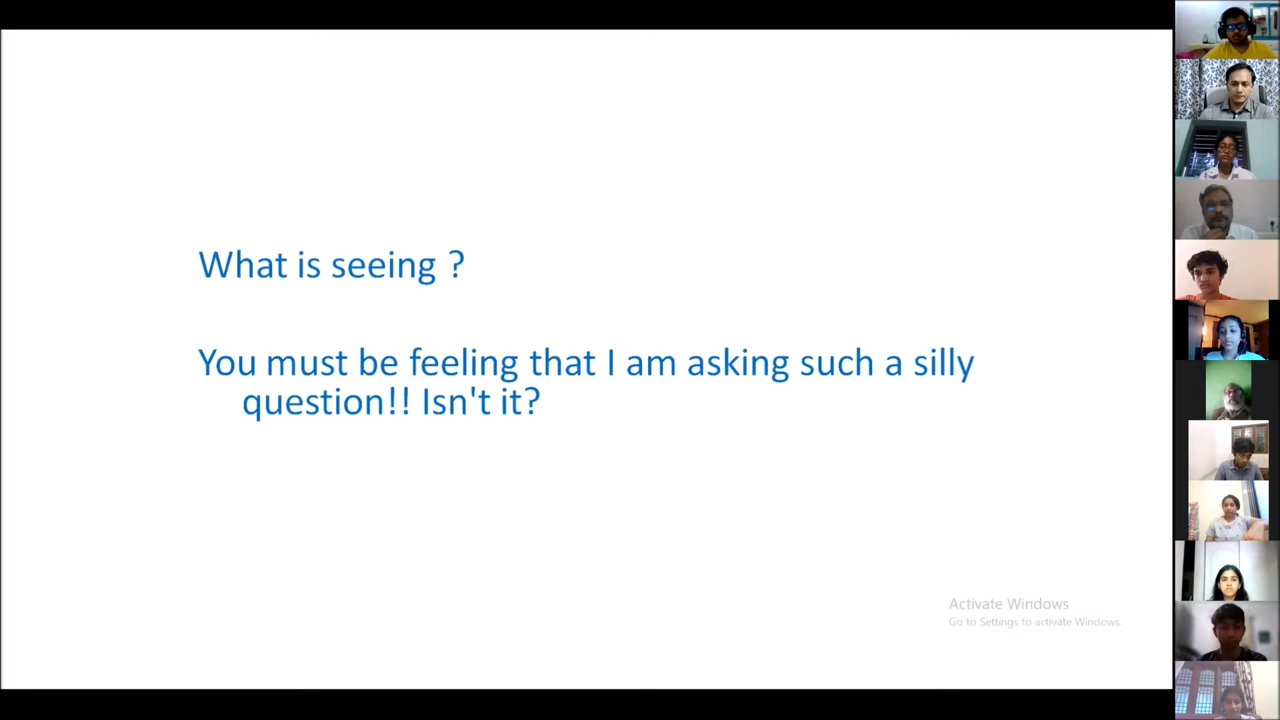 What is seeing ?
You must be feeling that I am asking such a silly
question!! Isn't it?
Activate Windows
Go to Settings to activate Windows.